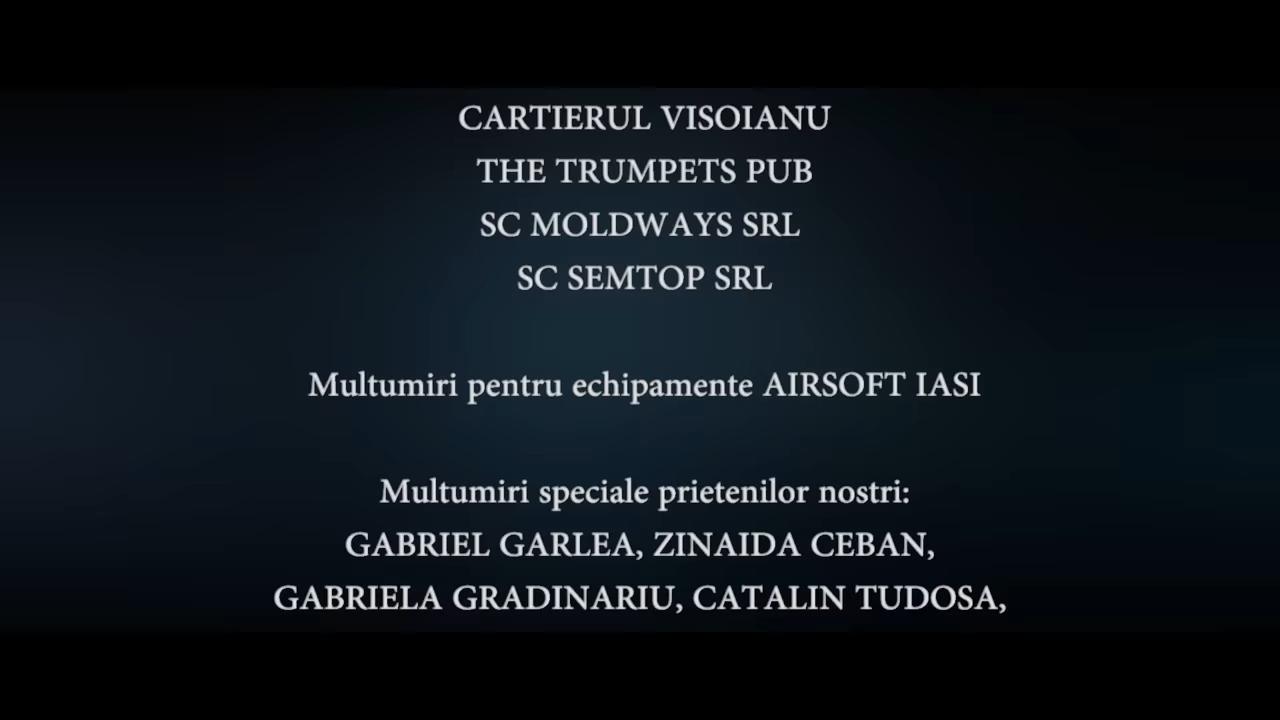 CARTIERUL VISOIANU
THE TRUMPETS PUB
SC MOLDWAYS SRL
SC SEMTOP SRL
Multumiri pentru echipamente AIRSOFT IASI
Multumiri speciale prietenilor nostri:
GABRIEL GARLEA, ZINAIDA CEBAN,
GABRIELA GRADINARIU, CATALIN TUDOSA,